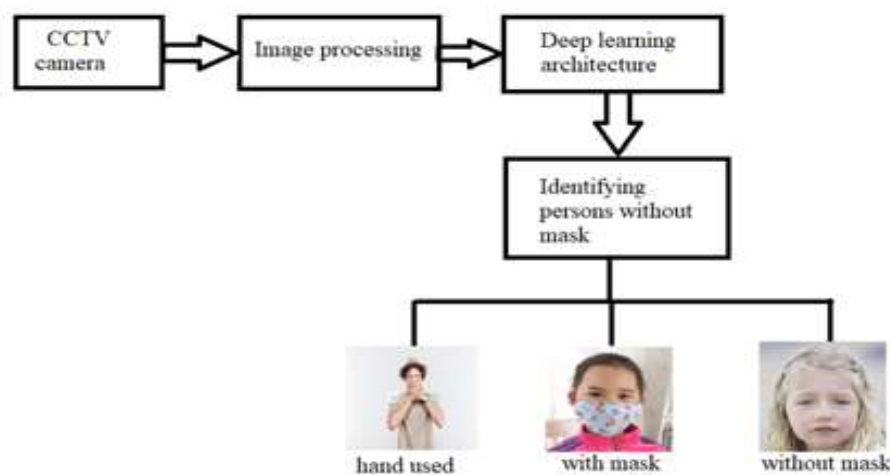 CCTV
camera
Image processing
Deep learning
architecture
Identifying
persons without
mask
hand used
with mask
without mask